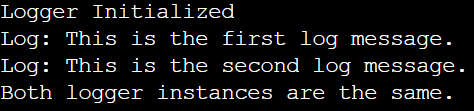 Logger Initialized
Log: This is the first log message.
Log: This is the second log message.
Both logger instances are the same.